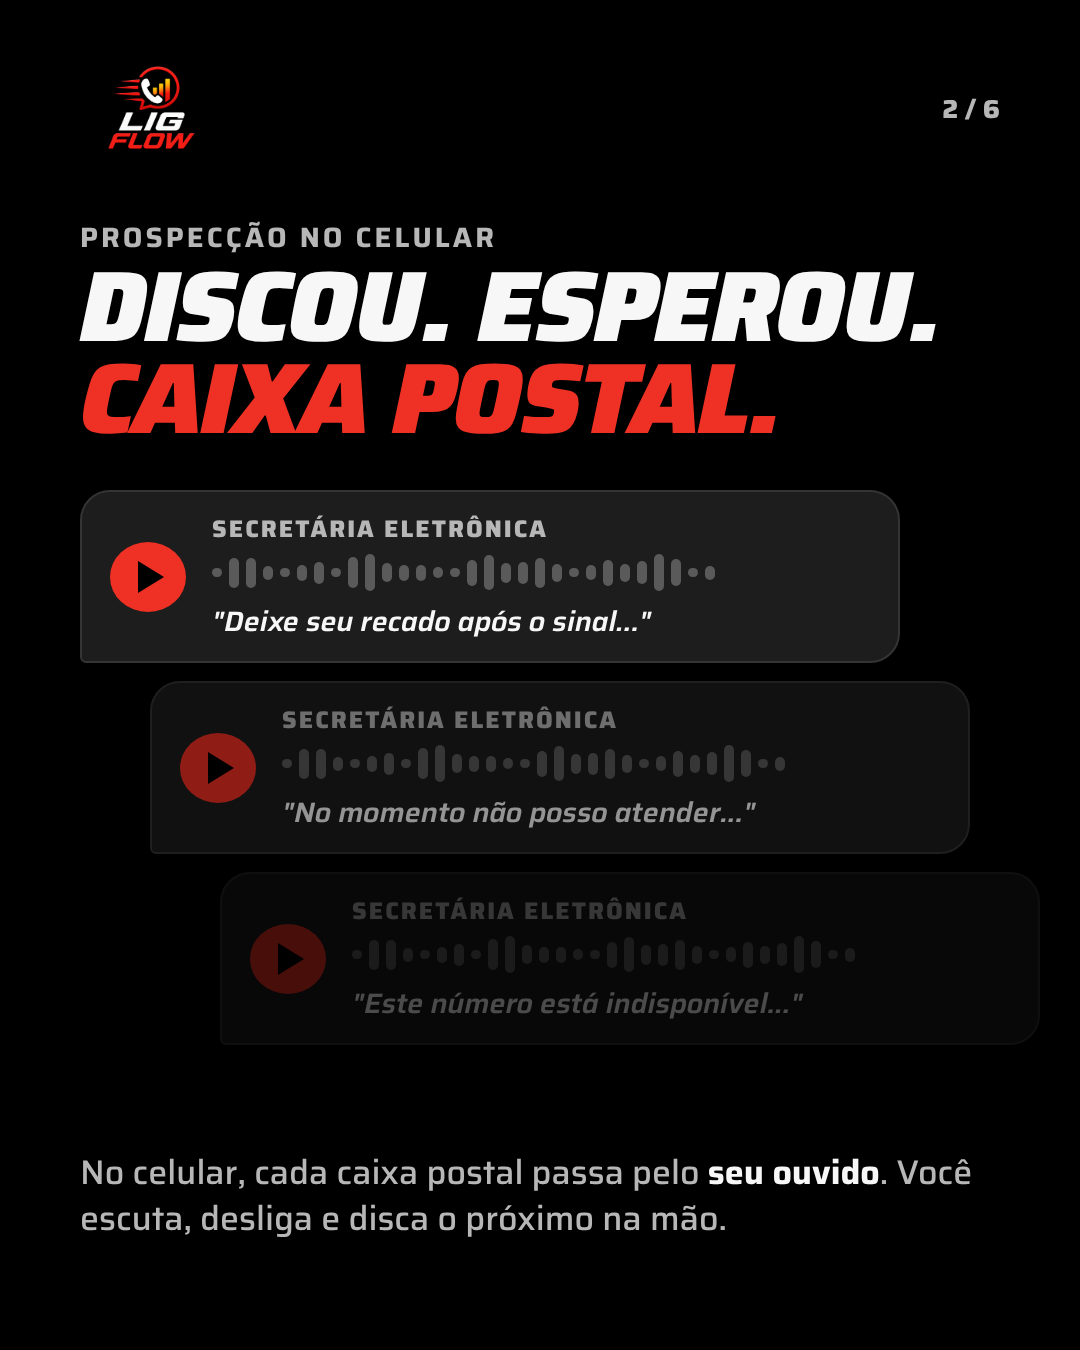 LIG
FLOW
2 / 6
PROSPECÇÃO NO CELULAR
DISCOU. ESPEROU.
CAIXA POSTAL.
SECRETÁRIA ELETRÔNICA
"Deixe seu recado após o sinal..."
SECRETÁRIA ELETRÔNICA
"No momento não posso atender..."
SECRETÁRIA ELETRÔNICA
"Este número está indisponível..."
No celular, cada caixa postal passa pelo seu ouvido. Você
escuta, desliga e disca o próximo na mão.